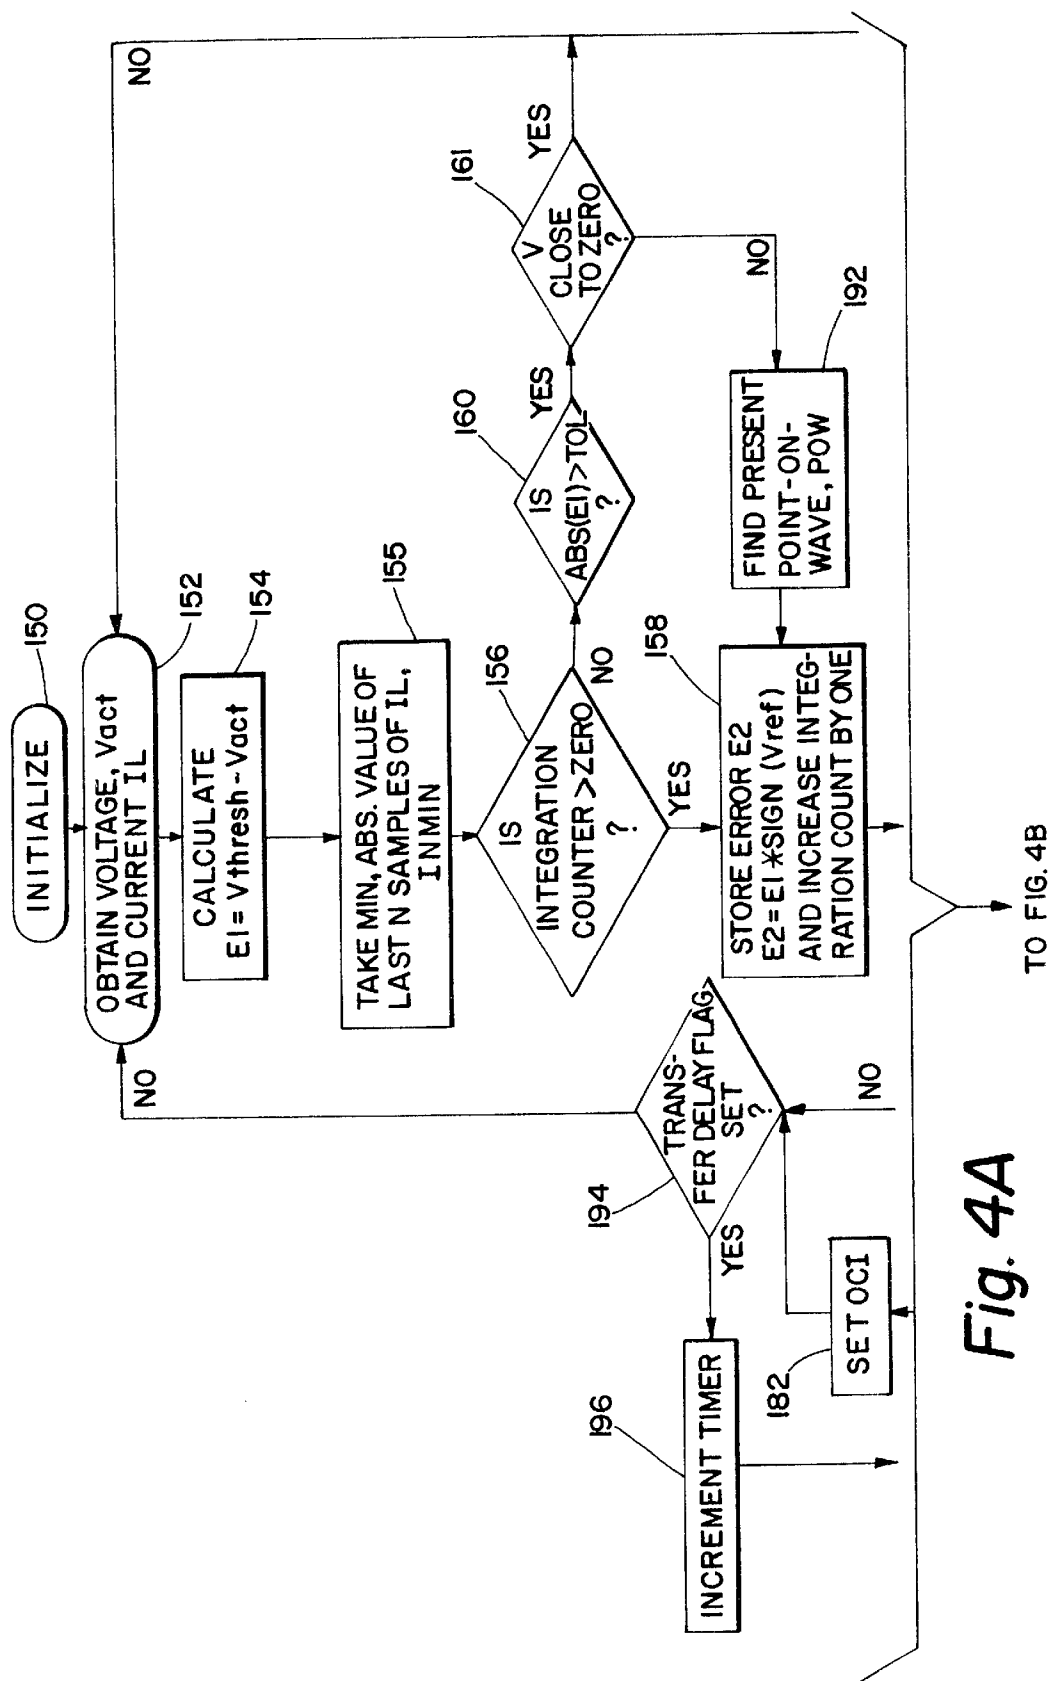 INITIALIZE
150
OBTAIN VOLTAGE, Vact
AND CURRENT IL
152
NO
NO
CALCULATE
E1 = Vthresh - Vact
154
TAKE MIN, ABS. VALUE OF
LAST N SAMPLES OF IL,
INMIN
155
IS
INTEGRATION
COUNTER > ZERO
?
156
NO
YES
IS
ABS(E1) > TOL
?
160
YES
V
CLOSE
TO ZERO
?
161
YES
NO
FIND PRESENT
POINT-ON-
WAVE, POW
192
STORE ERROR E2
E2 = E1 *SIGN (Vref)
AND INCREASE INTEG-
RATION COUNT BY ONE
158
TRANS-
FER DELAY FLAG
SET
?
194
YES
NO
INCREMENT TIMER
196
SET OCI
182
TO FIG. 4B
Fig. 4A